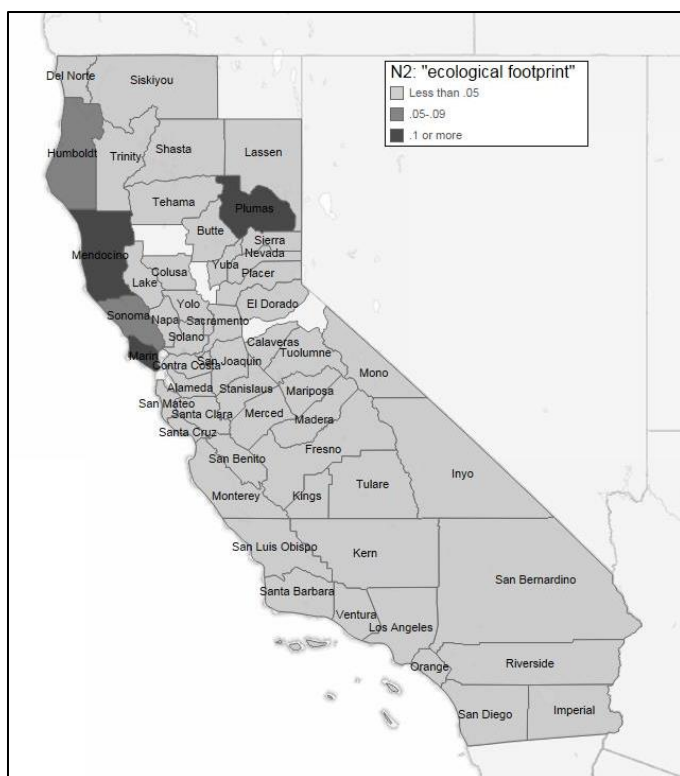 N2: "ecological footprint"
Less than .05
.05-.09
.1 or more
Del Norte
Siskiyou
Humboldt
Trinity
Shasta
Lassen
Tehama
Plumas
Butte
Mendocino
Sierra
Nevada
Yuba
Placer
Colusa
Lake
El Dorado
Yolo
Sonoma
Napa
Sacramento
Solano
Calaveras
Marin
Tuolumne
Contra Costa
San Joaquin
Mono
Alameda
Stanislaus
Mariposa
San Mateo
Santa Clara
Merced
Madera
Santa Cruz
Fresno
San Benito
Inyo
Tulare
Monterey
Kings
San Luis Obispo
Kern
San Bernardino
Santa Barbara
Ventura
Los Angeles
Orange
Riverside
San Diego
Imperial